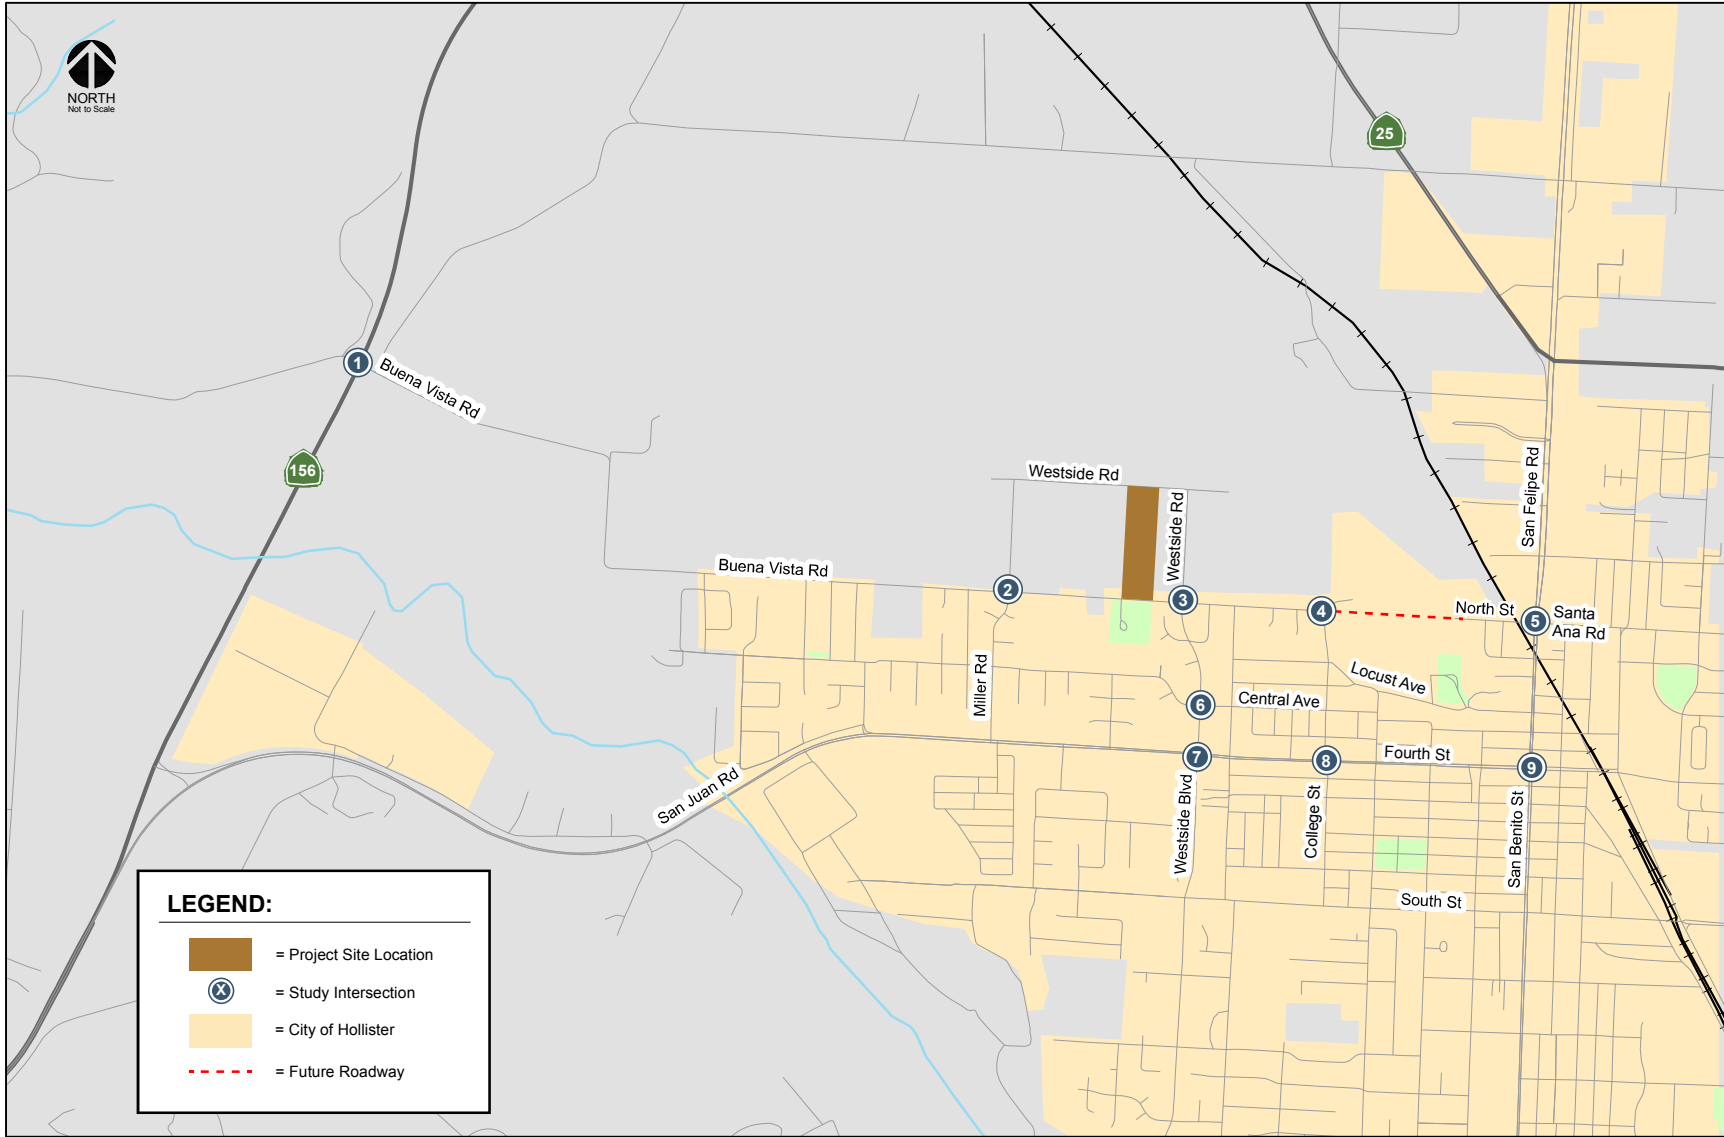 NORTH
Not to Scale
25
1
Buena Vista Rd
156
Westside Rd
Westside Rd
San Felipe Rd
Buena Vista Rd
2
3
4
North St
5
Santa
Ana Rd
Miller Rd
Locust Ave
6
Central Ave
7
8
Fourth St
9
San Juan Rd
Westside Blvd
College St
San Benito St
South St
LEGEND:
= Project Site Location
X
= Study Intersection
= City of Hollister
= Future Roadway